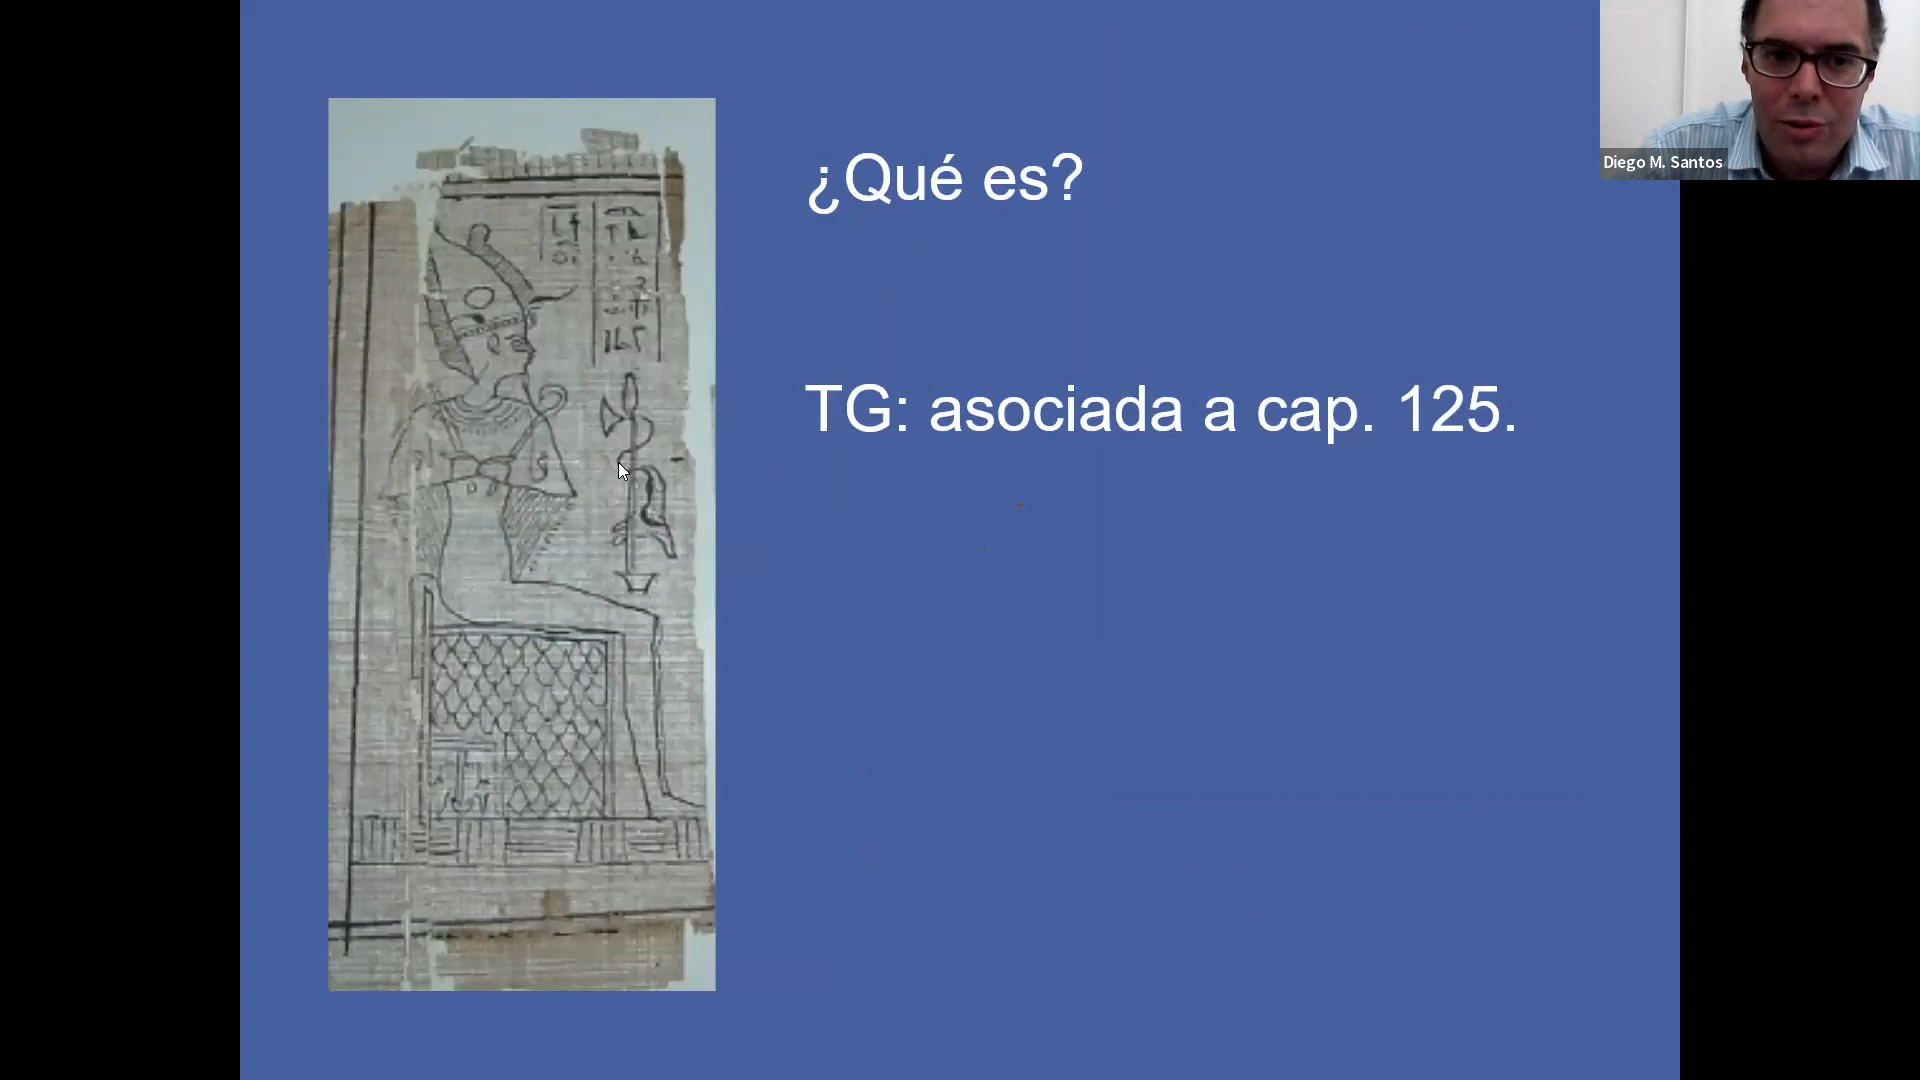 ¿Qué es?
TG: asociada a cap. 125.
Diego M. Santos